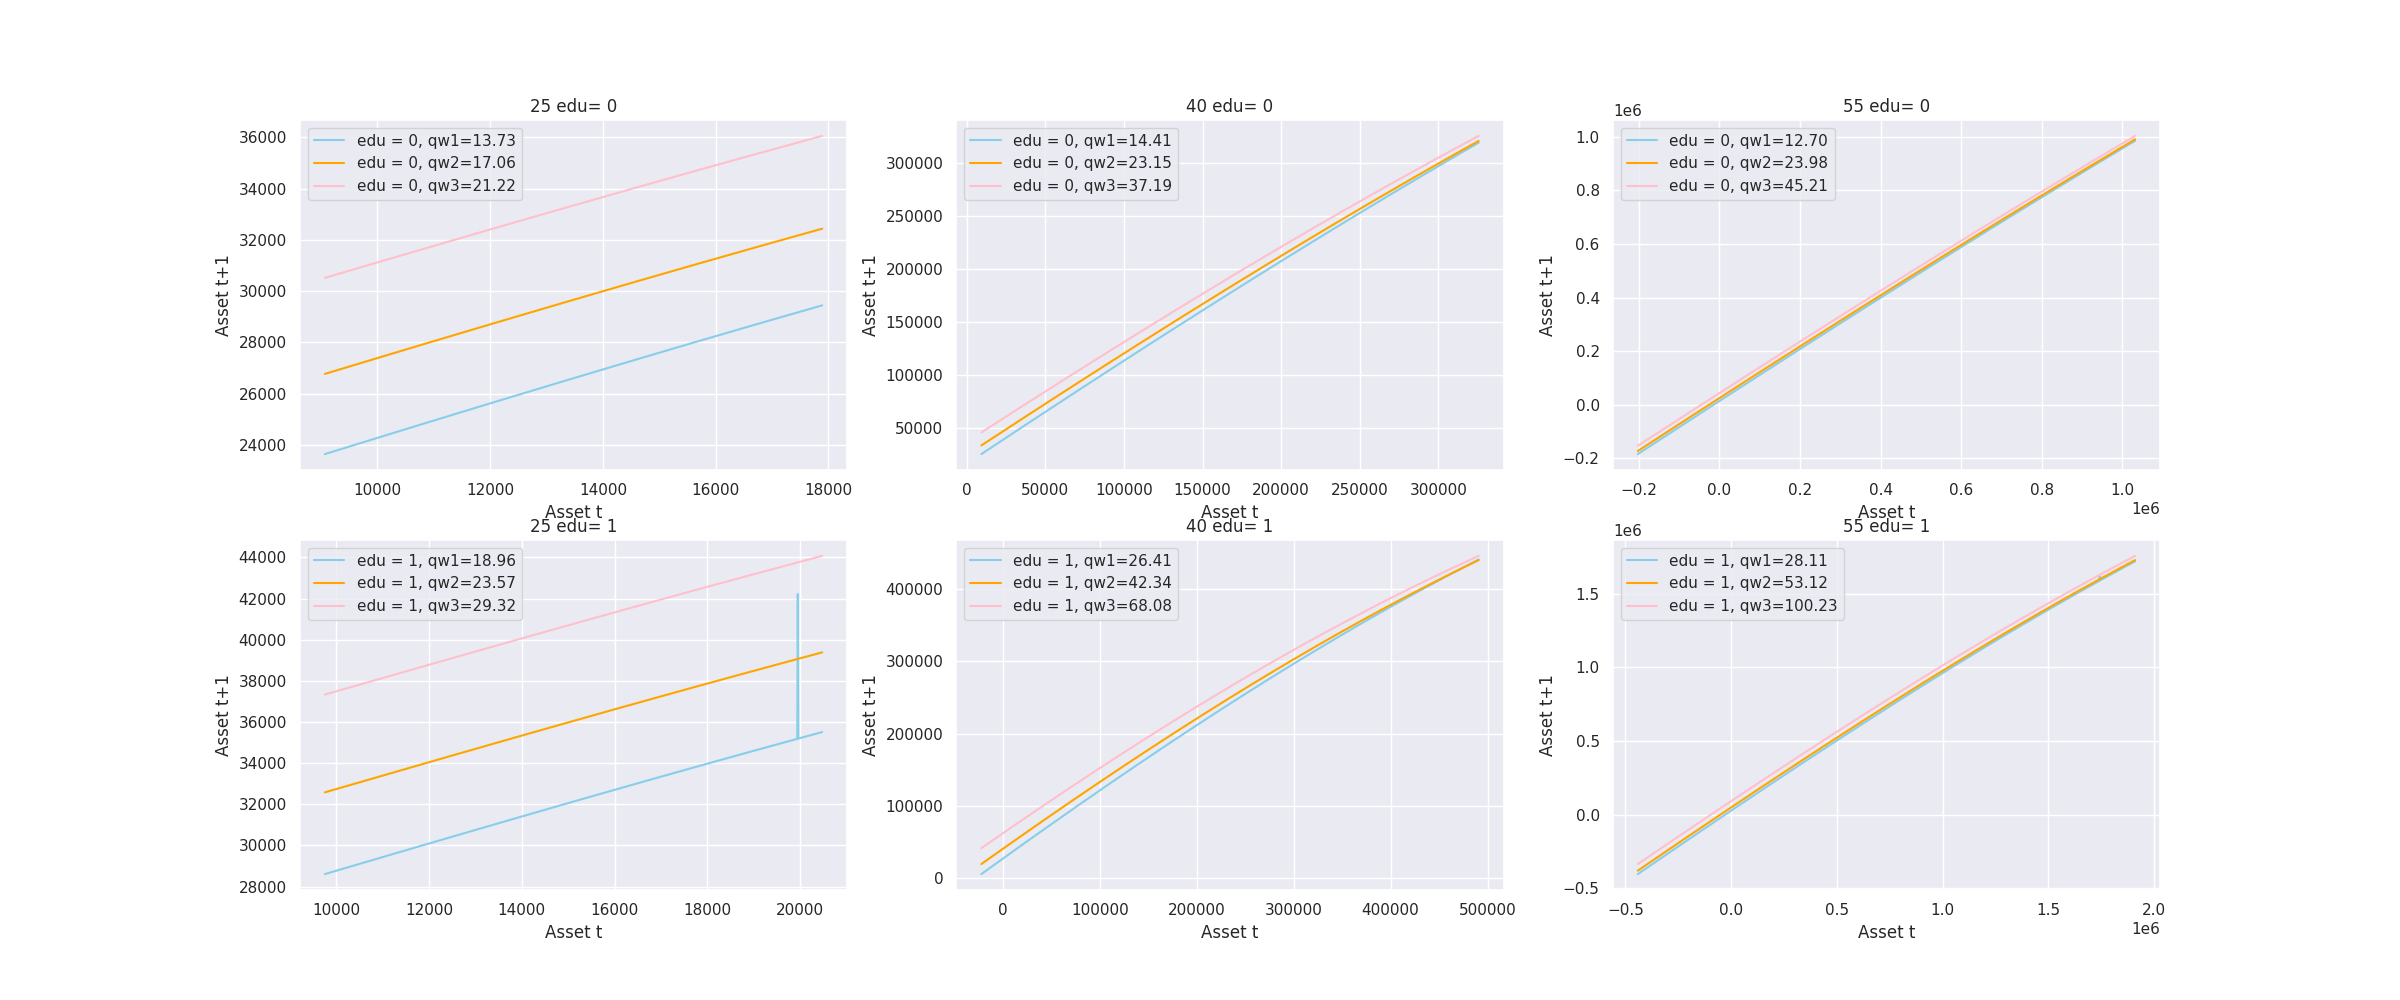 25 edu= 0
36000
34000
32000
30000
28000
26000
24000
Asset t+1
edu = 0, qw1=13.73
edu = 0, qw2=17.06
edu = 0, qw3=21.22
10000 12000 14000 16000 18000
Asset t
40 edu= 0
300000
250000
200000
150000
100000
50000
Asset t+1
edu = 0, qw1=14.41
edu = 0, qw2=23.15
edu = 0, qw3=37.19
0 50000 100000 150000 200000 250000 300000
Asset t
55 edu= 0
1e6
1.0
0.8
0.6
0.4
0.2
0.0
−0.2
Asset t+1
edu = 0, qw1=12.70
edu = 0, qw2=23.98
edu = 0, qw3=45.21
−0.2 0.0 0.2 0.4 0.6 0.8 1.0
1e6
Asset t
25 edu= 1
44000
42000
40000
38000
36000
34000
32000
30000
28000
Asset t+1
edu = 1, qw1=18.96
edu = 1, qw2=23.57
edu = 1, qw3=29.32
10000 12000 14000 16000 18000 20000
Asset t
40 edu= 1
400000
300000
200000
100000
0
Asset t+1
edu = 1, qw1=26.41
edu = 1, qw2=42.34
edu = 1, qw3=68.08
0 100000 200000 300000 400000 500000
Asset t
55 edu= 1
1e6
1.5
1.0
0.5
0.0
−0.5
Asset t+1
edu = 1, qw1=28.11
edu = 1, qw2=53.12
edu = 1, qw3=100.23
−0.5 0.0 0.5 1.0 1.5 2.0
1e6
Asset t